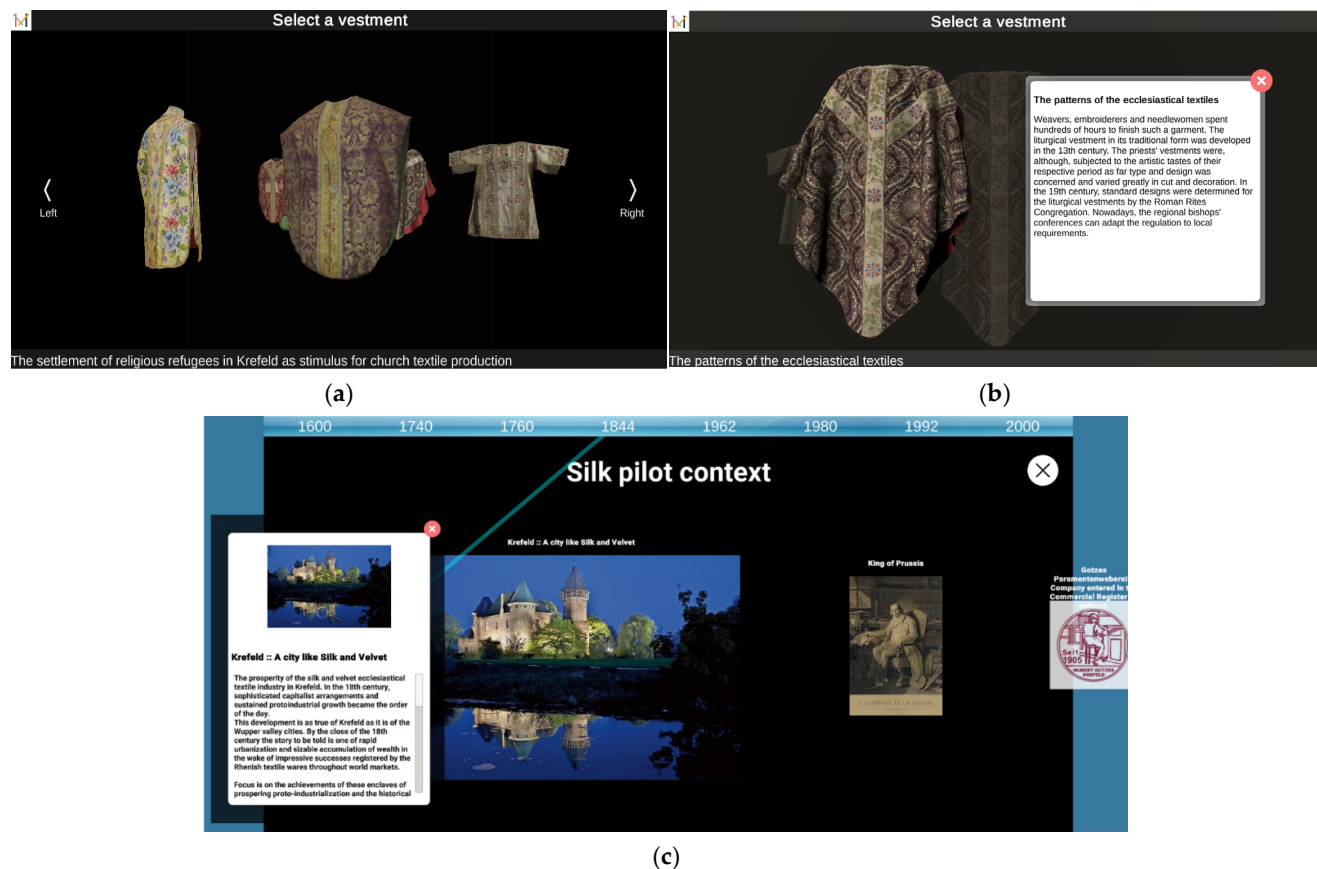 Select a vestment
Left
Right
The settlement of religious refugees in Krefeld as stimulus for church textile production
(a)
Select a vestment
The patterns of the ecclesiastical textiles
Weavers, embroiderers and needlewomen spent
hundreds of hours to finish such a garment. The
liturgical vestment in its traditional form was developed
in the 13th century. The priests' vestments were,
although, subjected to the artistic tastes of their
respective period as far type and design was
concerned and varied greatly in cut and decoration. In
the 19th century, standard designs were determined for
the liturgical vestments by the Roman Rites
Congregation. Nowadays, the regional bishops'
conferences can adapt the regulation to local
requirements.
The patterns of the ecclesiastical textiles
(b)
1600 1740 1760 1844 1962 1980 1992 2000
Silk pilot context
Krefeld :: A city like Silk and Velvet
The prosperity of the silk and velvet ecclesiastical
textile industry in Krefeld. In the 18th century,
sophisticated capitalist arrangements and
sustained protoindustrial growth became the order
of the day.
This development is as true of Krefeld as it is of the
Wupper valley cities. By the close of the 18th
century the story to be told is one of rapid
urbanization and sizable accumulation of wealth in
the wake of impressive successes registered by the
Rhenish textile wares throughout world markets.
Focus is on the achievements of these enclaves of
prospering proto-industrialization and the historical
Krefeld :: A city like Silk and Velvet
King of Prussia
Gotzes
Paramentenweberei
Company entered in
Commercial Register
Seit
1905
HUBERT GOTZES
KREFELD
(c)